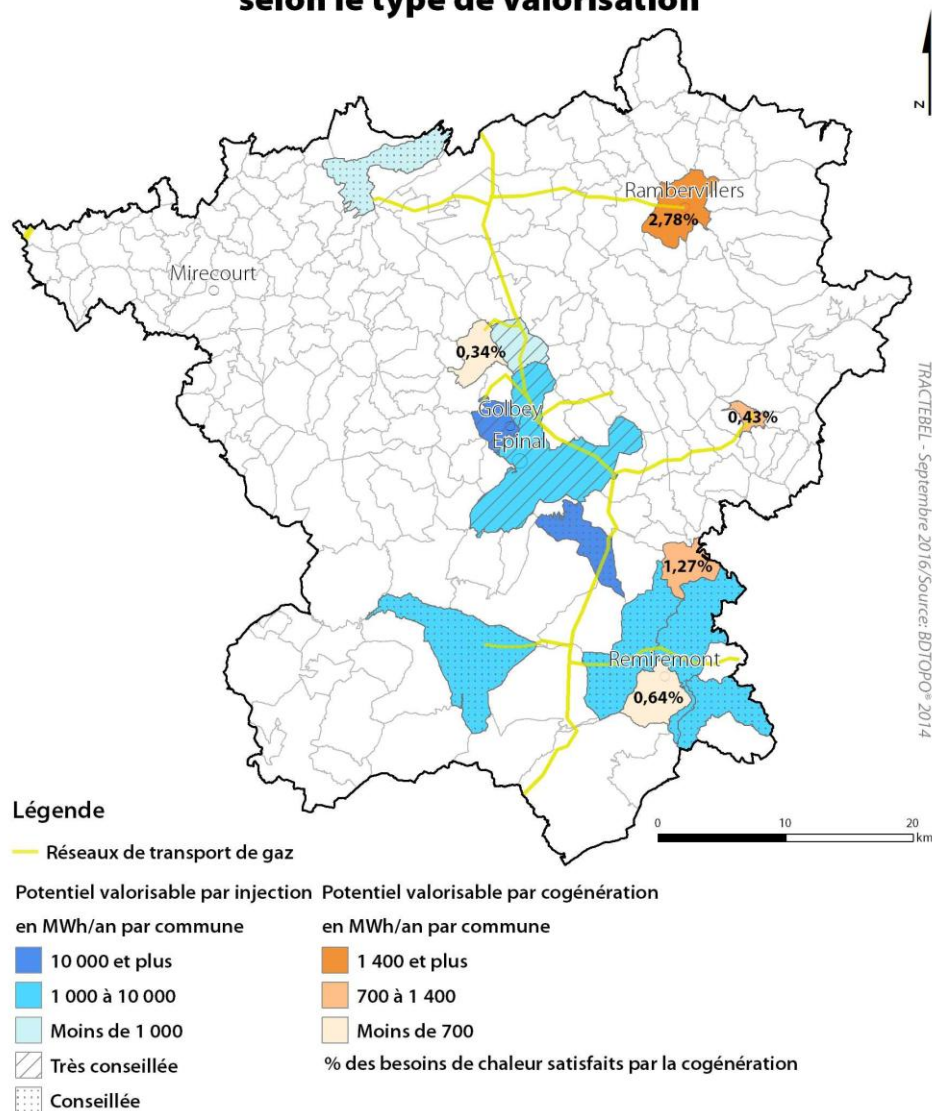 selon le type de valorisation
N
Rambervillers
2,78%
Mirecourt
0,34%
Golbey
0,43%
Epinal
1,27%
Remiremont
0,64%
TRACTEBEL - Septembre 2016/Source: BDTOPO® 2014
0 10 20
km
Légende
Réseaux de transport de gaz
Potentiel valorisable par injection
en MWh/an par commune
10 000 et plus
1 000 à 10 000
Moins de 1 000
Très conseillée
Conseillée
Potentiel valorisable par cogénération
en MWh/an par commune
1 400 et plus
700 à 1 400
Moins de 700
% des besoins de chaleur satisfaits par la cogénération